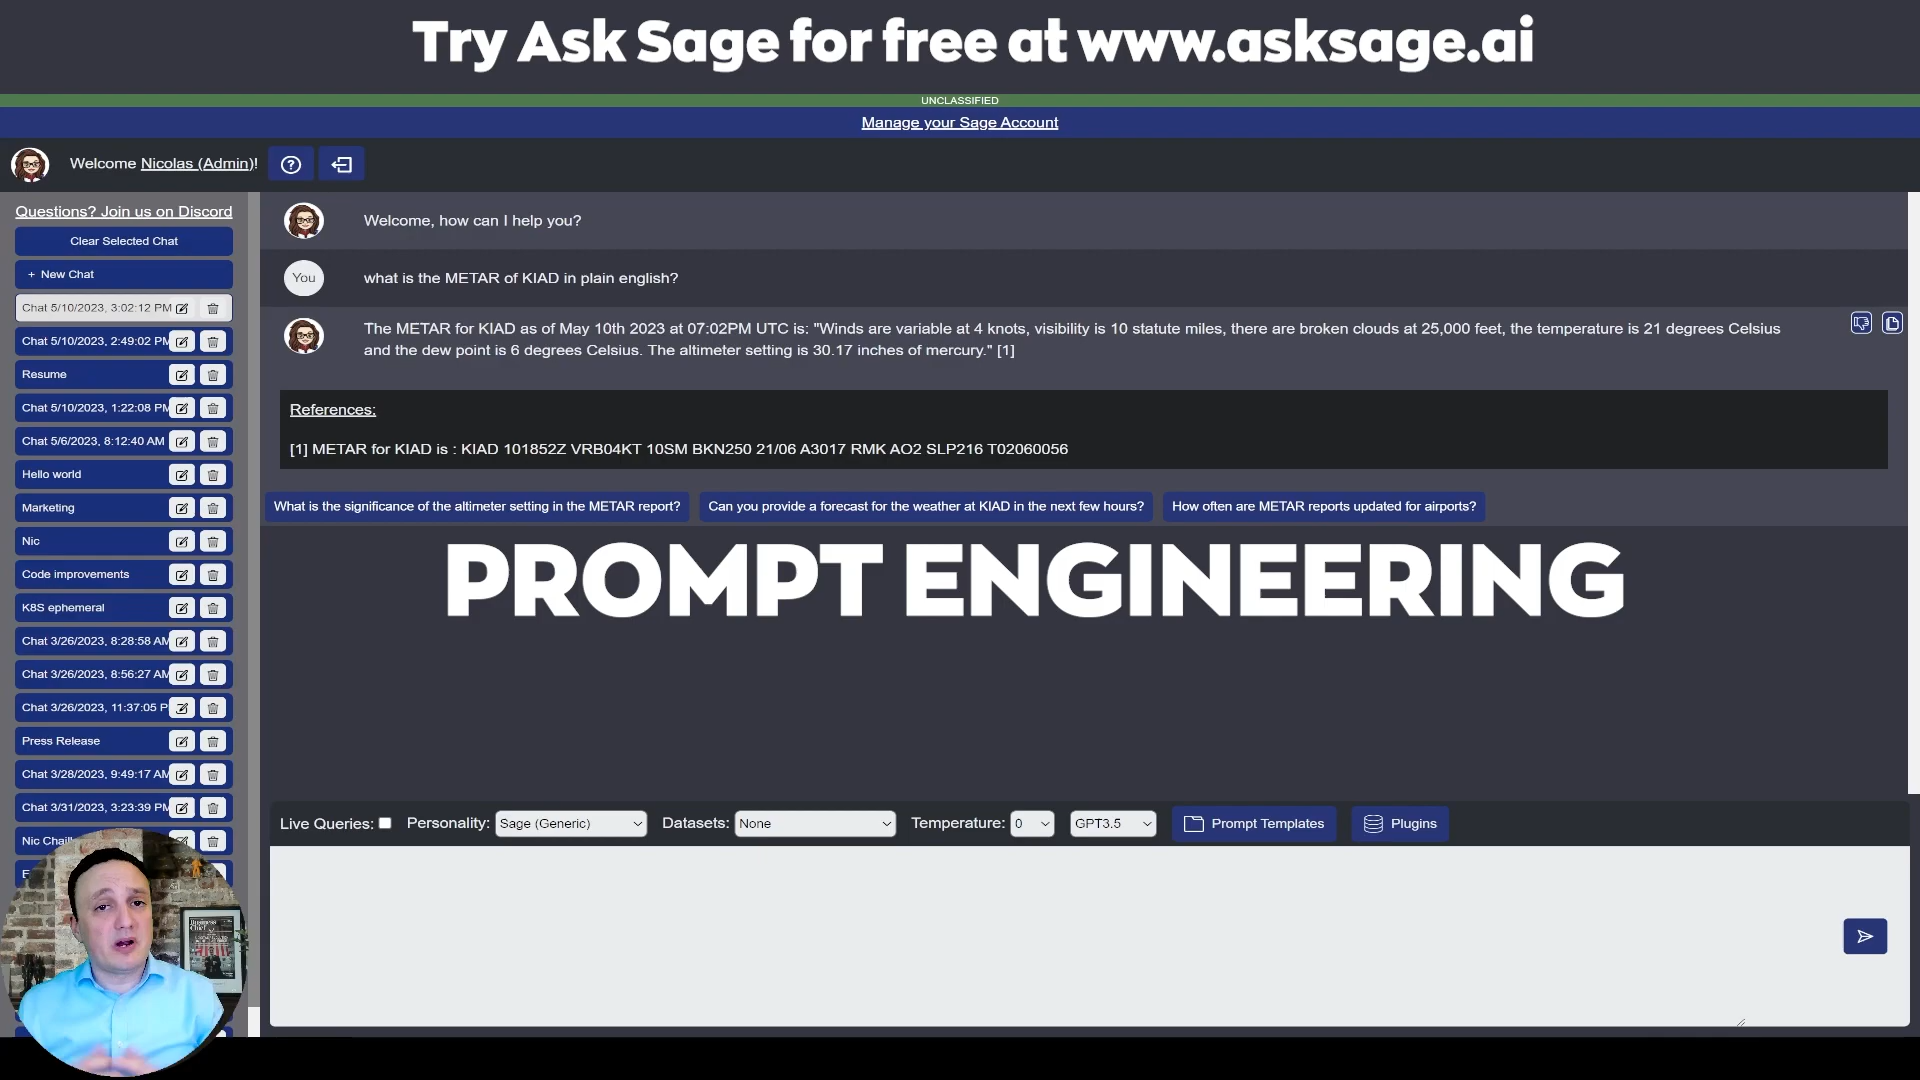 Try Ask Sage for free at www.asksage.ai
UNCLASSIFIED
Manage your Sage Account
Welcome Nicolas (Admin)!
Questions? Join us on Discord
Clear Selected Chat
+ New Chat
Chat 5/10/2023, 3:02:12 PM
Chat 5/10/2023, 2:49:02 PM
Resume
Chat 5/10/2023, 1:22:08 PM
Chat 5/6/2023, 8:12:40 AM
Hello world
Marketing
Nic
Code improvements
K8S ephemeral
Chat 3/26/2023, 8:28:58 AM
Chat 3/26/2023, 8:56:27 AM
Chat 3/26/2023, 11:37:05 P
Press Release
Chat 3/28/2023, 9:49:17 AM
Chat 3/31/2023, 3:23:39 PM
Nic Chail
E
Welcome, how can I help you?
You
what is the METAR of KIAD in plain english?
The METAR for KIAD as of May 10th 2023 at 07:02PM UTC is: "Winds are variable at 4 knots, visibility is 10 statute miles, there are broken clouds at 25,000 feet, the temperature is 21 degrees Celsius
and the dew point is 6 degrees Celsius. The altimeter setting is 30.17 inches of mercury." [1]
References:
[1] METAR for KIAD is : KIAD 101852Z VRB04KT 10SM BKN250 21/06 A3017 RMK AO2 SLP216 T02060056
What is the significance of the altimeter setting in the METAR report?
Can you provide a forecast for the weather at KIAD in the next few hours?
How often are METAR reports updated for airports?
PROMPT ENGINEERING
Live Queries:
Personality: Sage (Generic)
Datasets: None
Temperature: 0
GPT3.5
Prompt Templates
Plugins